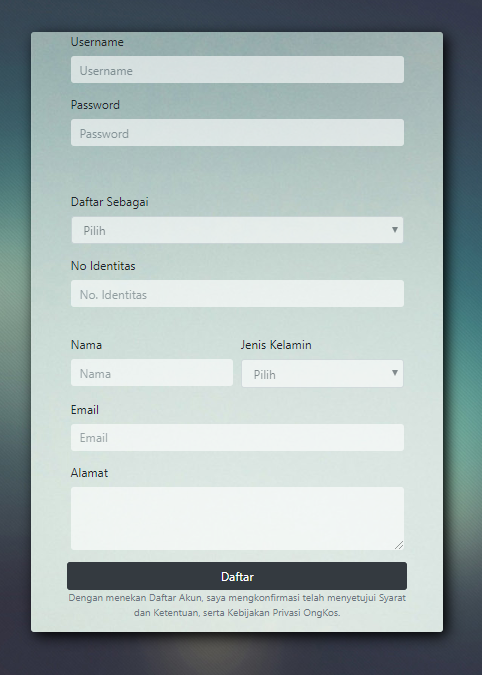 Username
Username
Password
Password
Daftar Sebagai
Pilih
No Identitas
No. Identitas
Nama Jenis Kelamin
Nama Pilih
Email
Email
Alamat
Daftar
Dengan menekan Daftar Akun, saya mengkonfirmasi telah menyetujui Syarat
dan Ketentuan, serta Kebijakan Privasi OngKos.